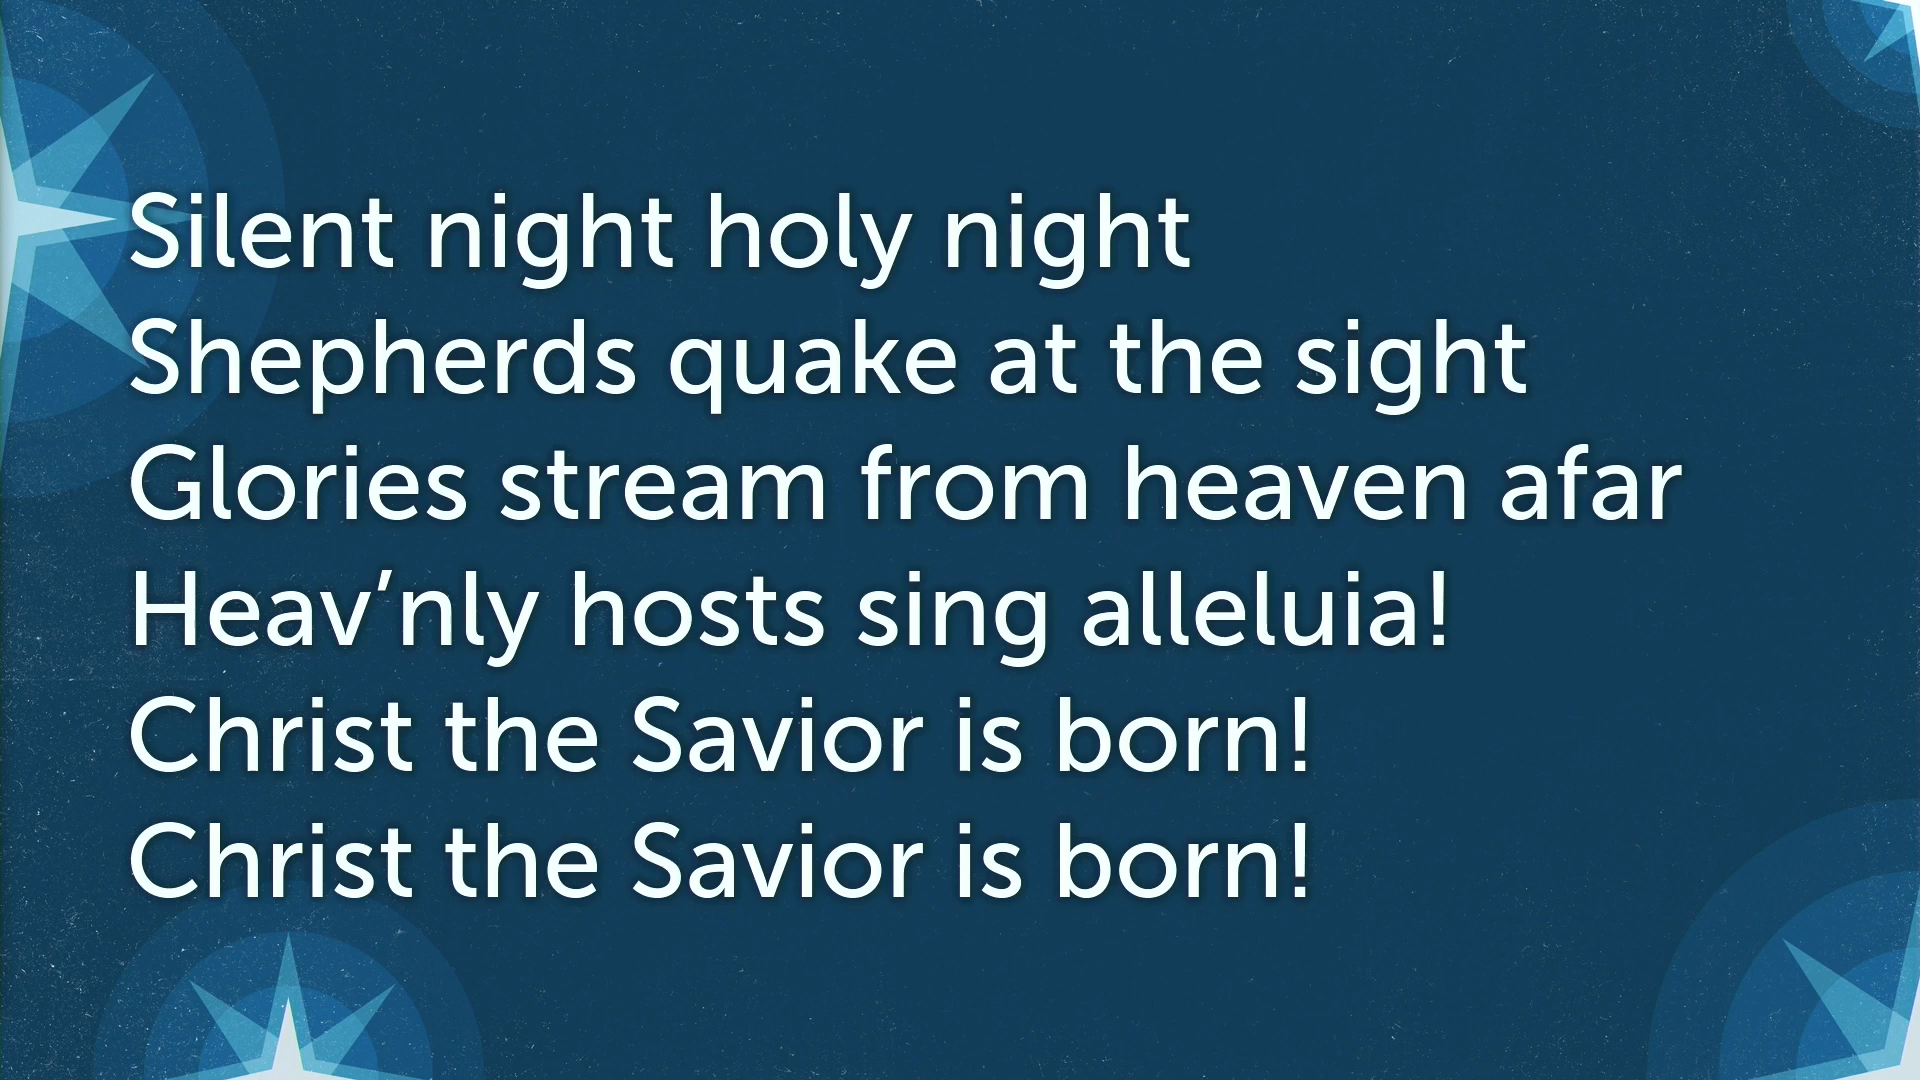 Silent night holy night
Shepherds quake at the sight
Glories stream from heaven afar
Heav’nly hosts sing alleluia!
Christ the Savior is born!
Christ the Savior is born!